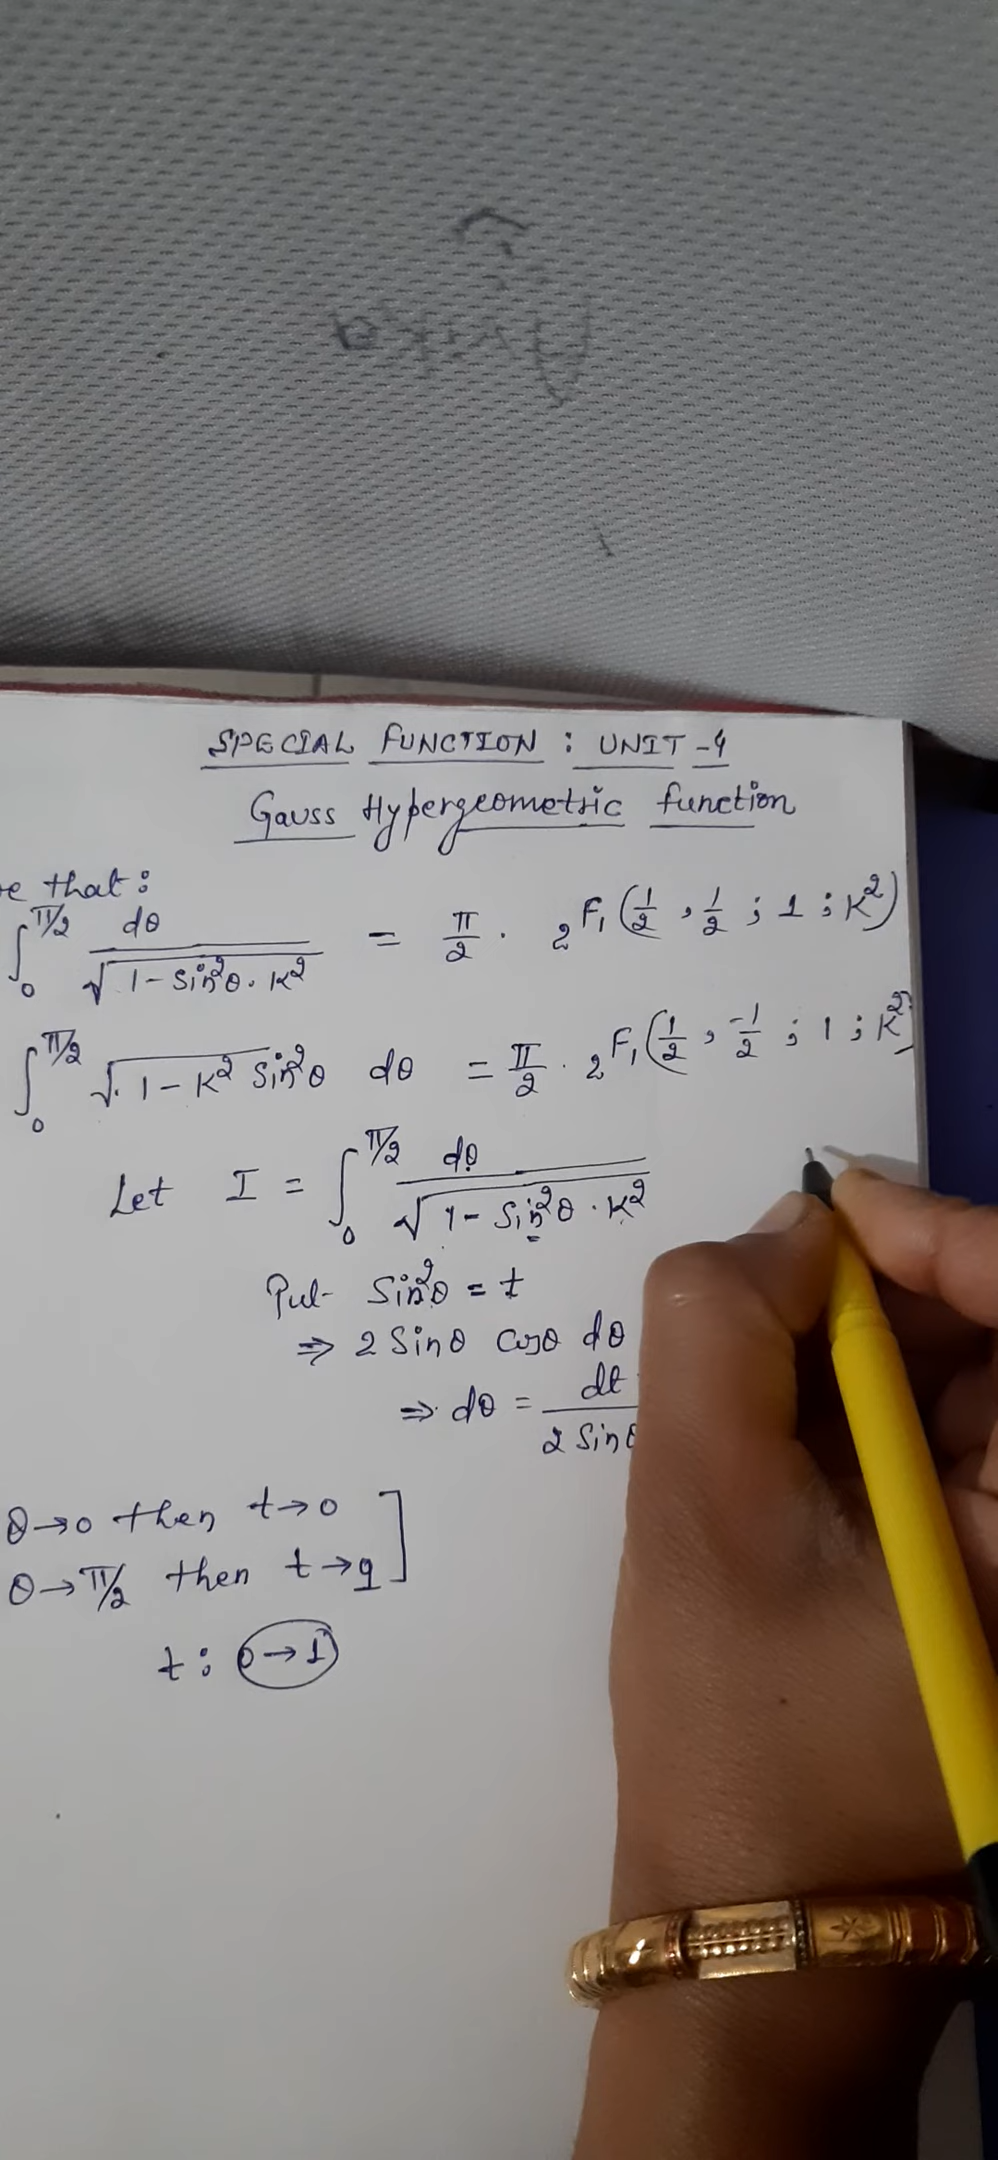 SPECIAL FUNCTION : UNIT-4
Gauss Hypergeometric function
e that :
∫₀^{π/2} dθ / √(1 - Sin²θ . K²) = π/2 . ₂F₁(1/2 , 1/2 ; 1 ; K²)
∫₀^{π/2} √(1 - K² Sin²θ) dθ = π/2 . ₂F₁(1/2 , -1/2 ; 1 ; K²)
Let I = ∫₀^{π/2} dθ / √(1 - Sin²θ . K²)
Put Sin²θ = t
⇒ 2 Sinθ Cosθ dθ
⇒ dθ = dt / 2 Sinθ
θ→0 then t→0 ]
θ→π/2 then t→1 ]
t : 0→1